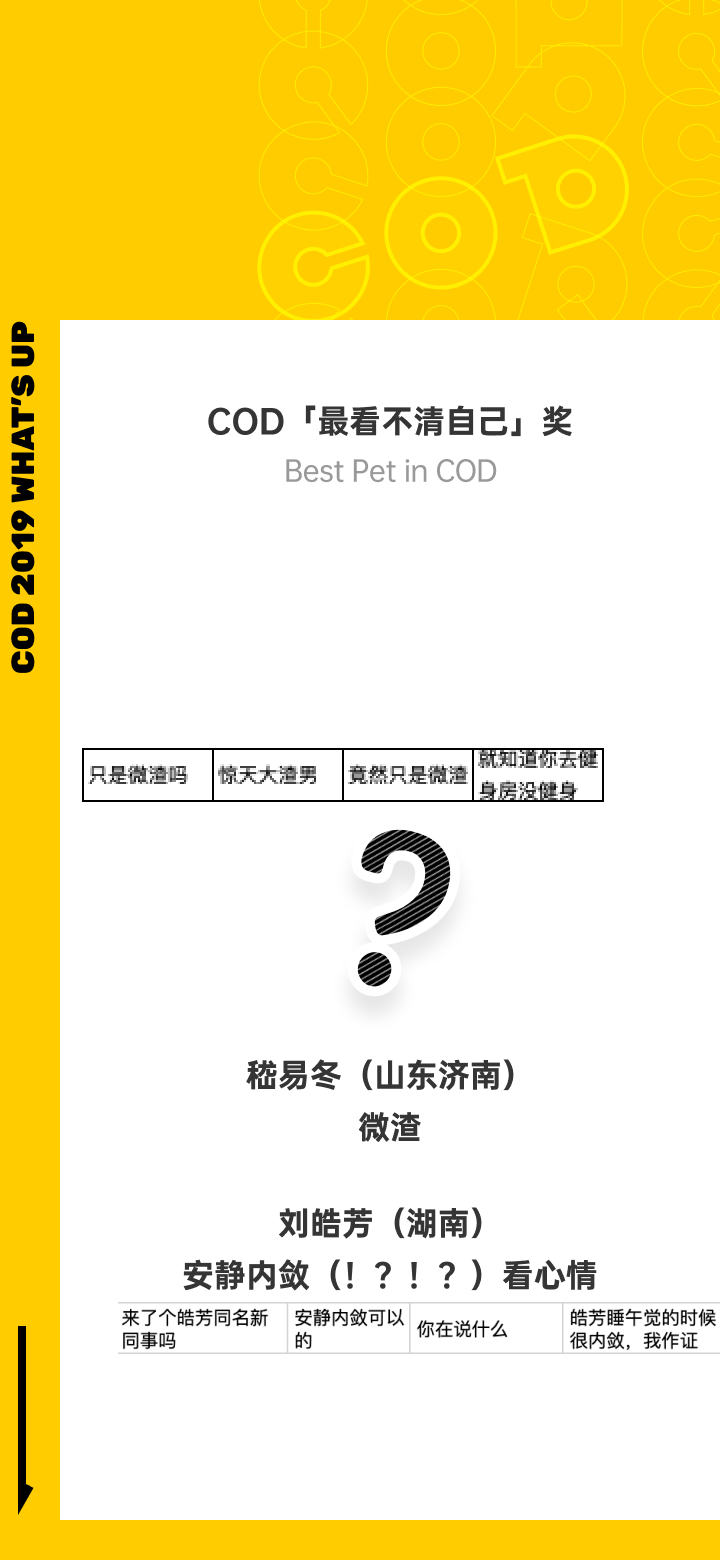 COD
COD 2019 WHAT'S UP
COD「最看不清自己」奖
Best Pet in COD
只是微渣吗
惊天大渣男
竟然只是微渣
就知道你去健
身房没健身
?
嵇易冬（山东济南）
微渣
刘皓芳（湖南）
安静内敛（！？！？）看心情
来了个皓芳同名新
同事吗
安静内敛可以
的
你在说什么
皓芳睡午觉的时候
很内敛，我作证